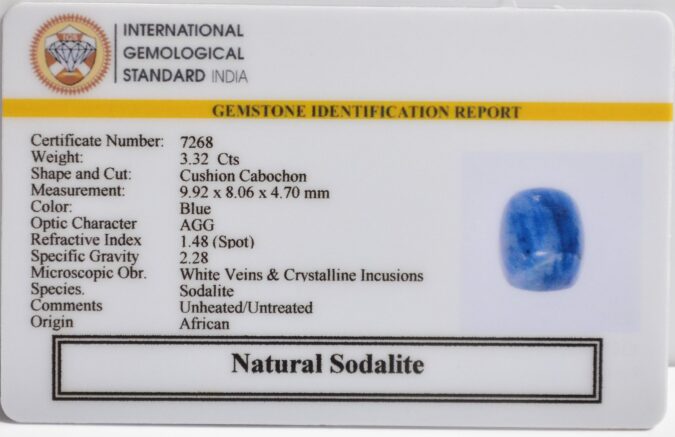 INTERNATIONAL
GEMOLOGICAL
STANDARD INDIA
GEMSTONE IDENTIFICATION REPORT
Certificate Number: 7268
Weight: 3.32 Cts
Shape and Cut: Cushion Cabochon
Measurement: 9.92 x 8.06 x 4.70 mm
Color: Blue
Optic Character AGG
Refractive Index 1.48 (Spot)
Specific Gravity 2.28
Microscopic Obr. White Veins & Crystalline Incusions
Species. Sodalite
Comments Unheated/Untreated
Origin African
Natural Sodalite